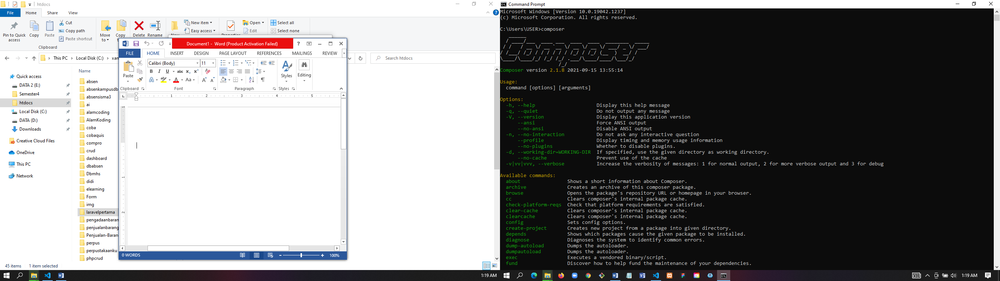 htdocs
File Home Share View
Pin to Quick access
Copy
Paste
Cut
Copy path
Paste shortcut
Clipboard
Move to
Copy
Delete
Rename
New item
Easy access
Open
Edit
Select all
Select none
This PC Local Disk (C:)
Search htdocs
Quick access
DATA 2 (E:)
Semester4
htdocs
Local Disk (C:)
DATA (D:)
Downloads
Creative Cloud Files
OneDrive
This PC
Network
Name
absen
absenkampusdb
absensisma3
ai
alamcoding
AlamKoding
coba
cobaquis
compro
crud
dashboard
dbabsen
Dbmhs
didi
elearning
Form
img
laravelpertama
pengadaanbaran
penjualanbarang
Penjualan-Baran
perpus
perpustakaanku
phpcrud
45 items 1 item selected
Document1 - Word (Product Activation Failed)
FILE HOME INSERT DESIGN PAGE LAYOUT REFERENCES MAILINGS REVIEW
Calibri (Body) 11
Paste
B I U abc x₂ x²
A ab A Aa A A
Styles
Editing
Clipboard Font Paragraph Styles
1 2 3 4 5
1
1
2
0 WORDS
100%
1:19 AM
Command Prompt
Microsoft Windows [Version 10.0.19042.1237]
(c) Microsoft Corporation. All rights reserved.
C:\Users\USER>composer
Composer
Composer version 2.1.8 2021-09-15 13:55:14
Usage:
command [options] [arguments]
Options:
-h, --help Display this help message
-q, --quiet Do not output any message
-V, --version Display this application version
--ansi Force ANSI output
--no-ansi Disable ANSI output
-n, --no-interaction Do not ask any interactive question
--profile Display timing and memory usage information
--no-plugins Whether to disable plugins.
-d, --working-dir=WORKING-DIR If specified, use the given directory as working directory.
--no-cache Prevent use of the cache
-v|vv|vvv, --verbose Increase the verbosity of messages: 1 for normal output, 2 for more verbose output and 3 for debug
Available commands:
about Shows a short information about Composer.
archive Creates an archive of this composer package.
browse Opens the package's repository URL or homepage in your browser.
cc Clears composer's internal package cache.
check-platform-reqs Check that platform requirements are satisfied.
clear-cache Clears composer's internal package cache.
clearcache Clears composer's internal package cache.
config Sets config options.
create-project Creates new project from a package into given directory.
depends Shows which packages cause the given package to be installed.
diagnose Diagnoses the system to identify common errors.
dump-autoload Dumps the autoloader.
dumpautoload Dumps the autoloader.
exec Executes a vendored binary/script.
fund Discover how to help fund the maintenance of your dependencies.
1:19 AM